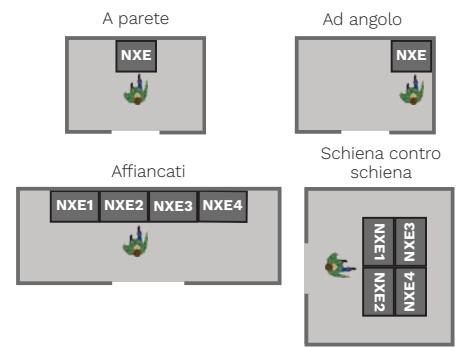 A parete
NXE
Ad angolo
NXE
Affiancati
NXE1 NXE2 NXE3 NXE4
Schiena contro
schiena
NXE1 NXE3
NXE2 NXE4